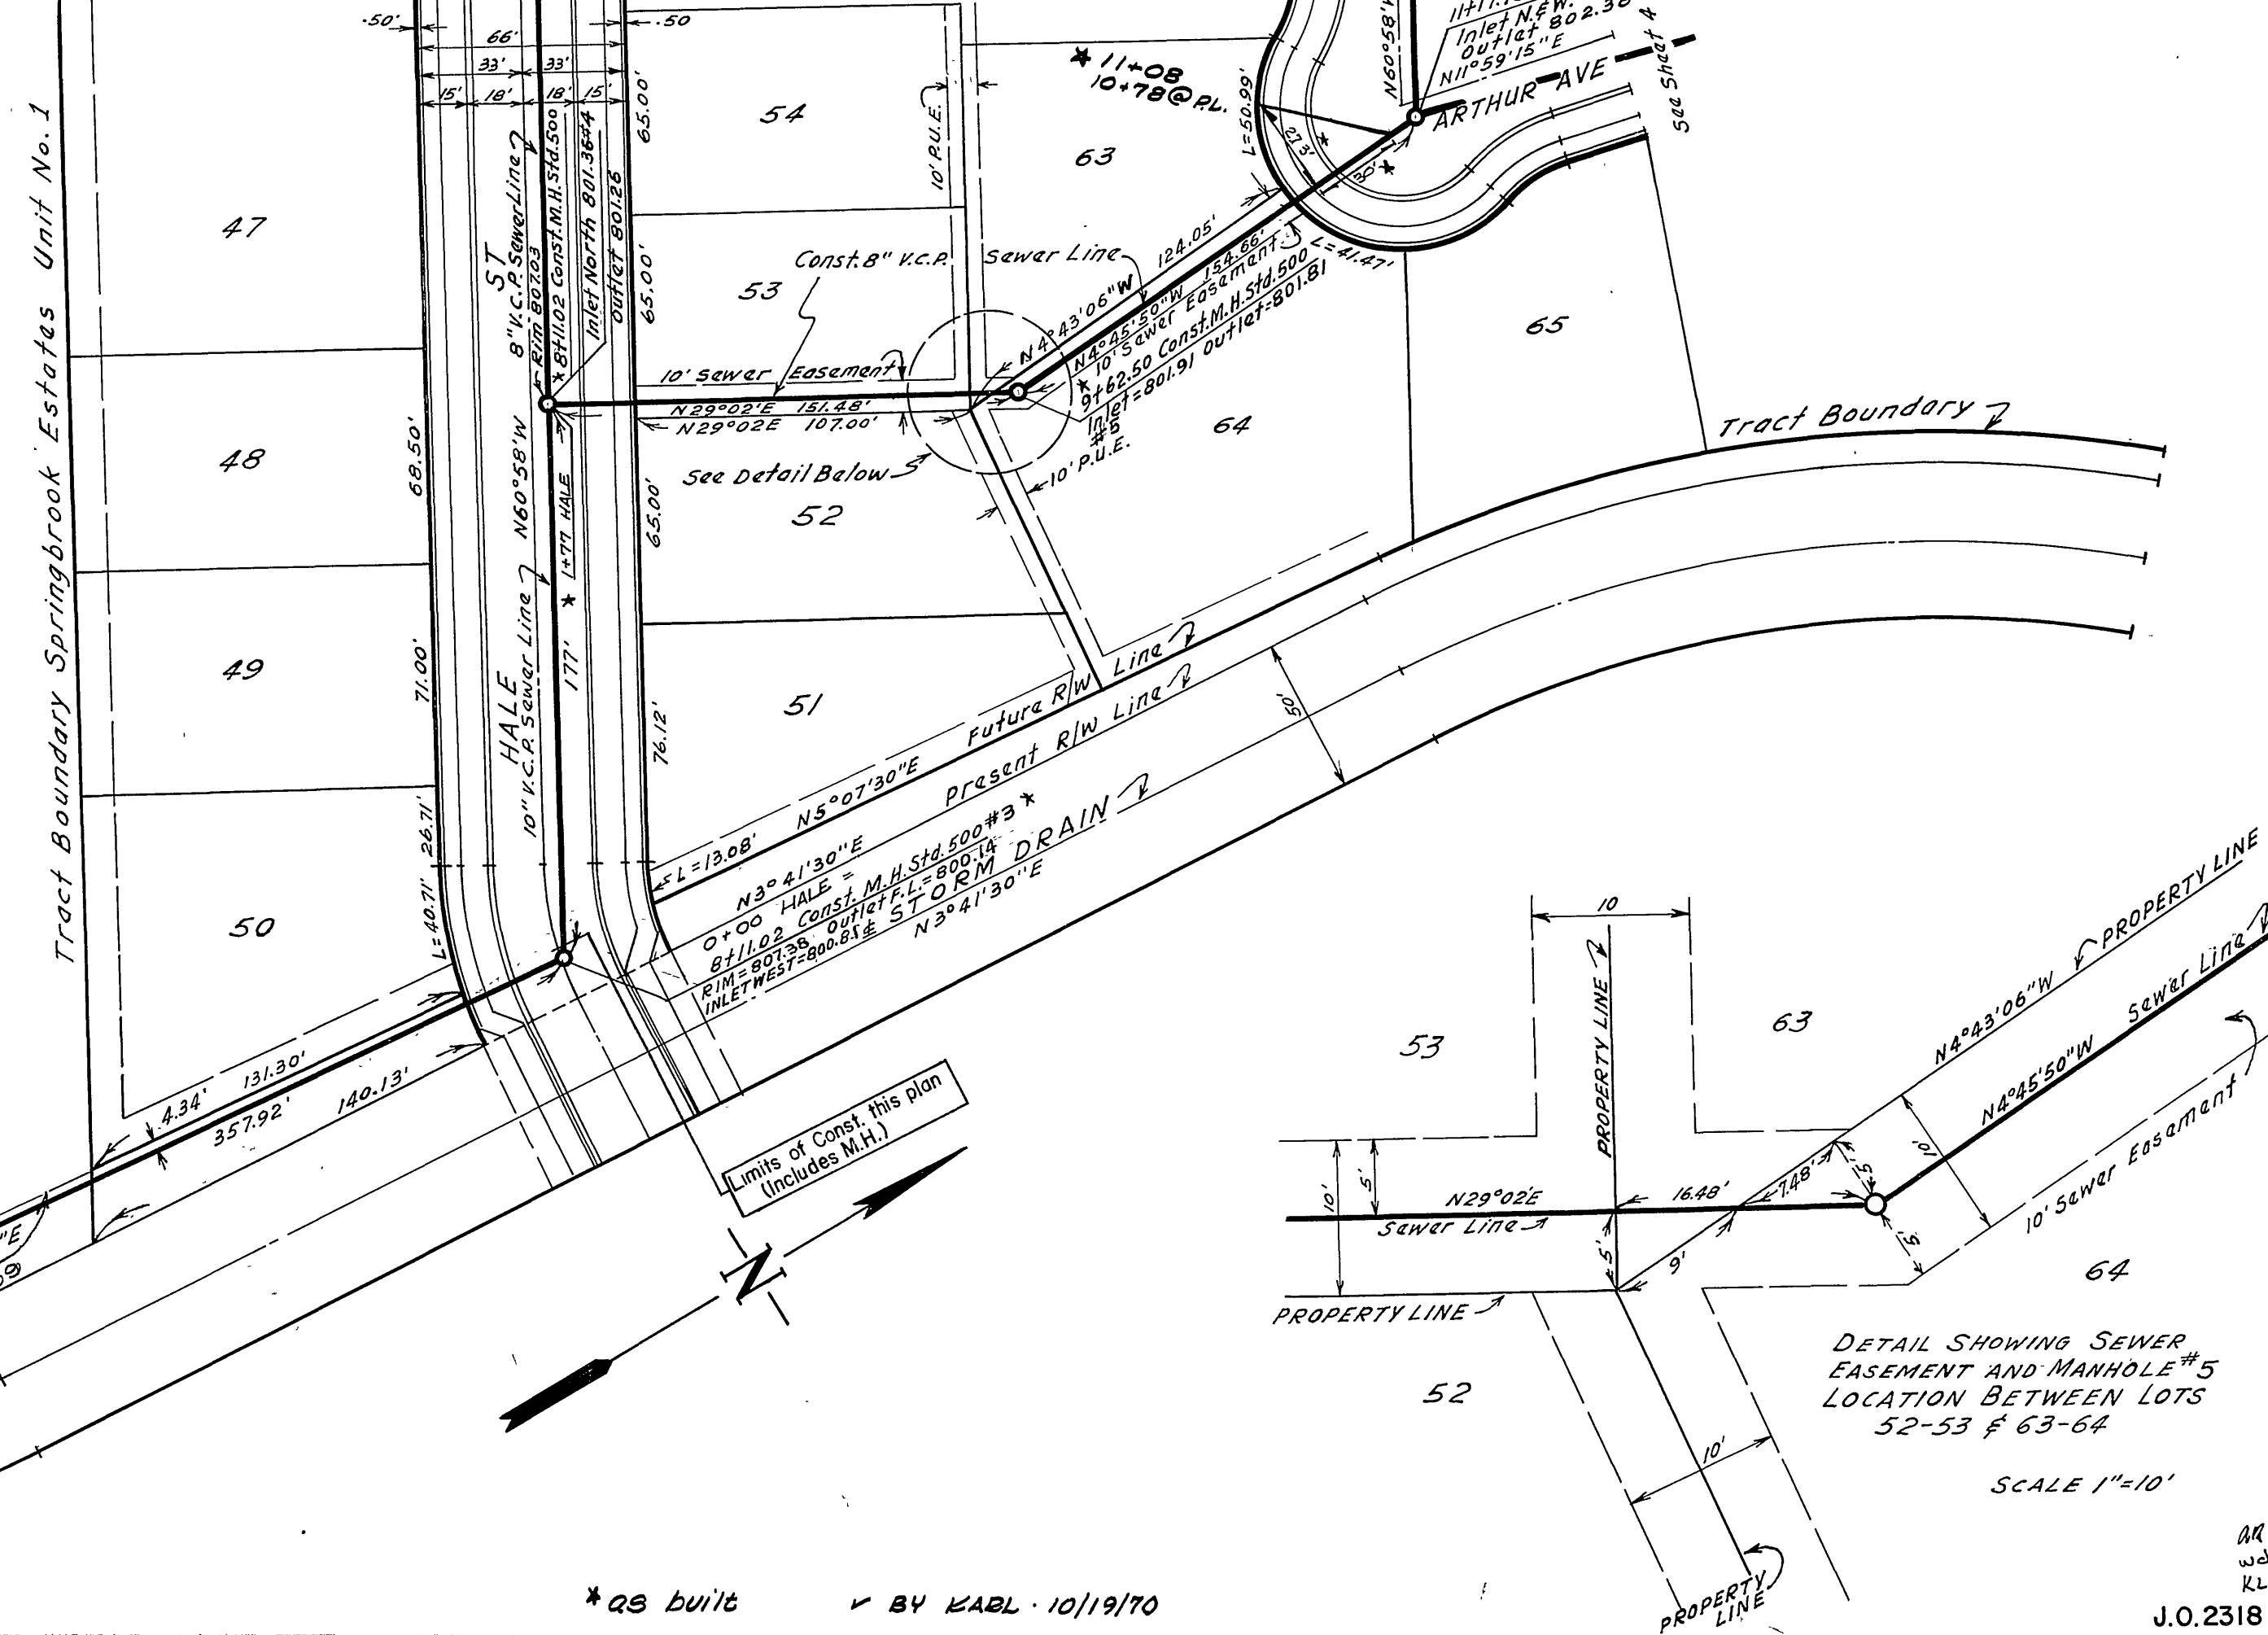 Tract Boundary Springbrook Estates Unit No. 1
.50'
.50
66'
33'
33'
15'
18'
18'
15'
47
48
49
50
68.50'
71.00'
26.71'
L=40.71'
ST
8" V.C.P. Sewer Line
Rim 807.03
*8+11.02 Const. M.H. Std. 500
Inlet North 801.36 #4
Outlet 801.26
65.00'
65.00'
65.00'
76.12'
N60°58'W
HALE
10" V.C.P. Sewer Line
* 1+77 HALE
177'
54
53
52
51
10' P.U.E.
63
64
65
* 11+08
10+78 @ P.L.
L=50.99'
27.3'
*
30'
*
N60°58'W
Inlet N.&W.
Outlet 802.38
N11°59'15"E
ARTHUR AVE
See Sheet A
Const. 8" V.C.P.
Sewer Line
124.05'
N4°43'06"W
154.66'
N4°45'50"W
10' Sewer Easement
L=41.47'
* 9+62.50 Const. M.H. Std. 500
Inlet=801.91 Outlet=801.81
#5
10' P.U.E.
10' Sewer Easement
N29°02'E 151.48'
N29°02E 107.00'
See Detail Below
Tract Boundary
Future R/W Line
Present R/W Line
50'
L=13.08'
N5°07'30"E
N3°41'30"E
0+00 HALE =
8+11.02 Const. M.H. Std. 500 #3 *
RIM=807.38 Outlet F.L.=800.14
INLET WEST=800.85±
STORM DRAIN
N3°41'30"E
4.34'
131.30'
357.92'
140.13'
"E
Limits of Const. this plan
(Includes M.H.)
N
10
PROPERTY LINE
53
63
PROPERTY LINE
Sewer Line
N4°43'06"W
N4°45'50"W
10'
10' Sewer Easement
10'
5'
N29°02'E
Sewer Line
16.48'
7.48'
5'
5'
5'
9'
64
PROPERTY LINE
52
10'
PROPERTY
LINE
DETAIL SHOWING SEWER
EASEMENT AND MANHOLE #5
LOCATION BETWEEN LOTS
52-53 & 63-64
SCALE 1"=10'
* as built
✓ BY KARL · 10/19/70
J.O. 2318